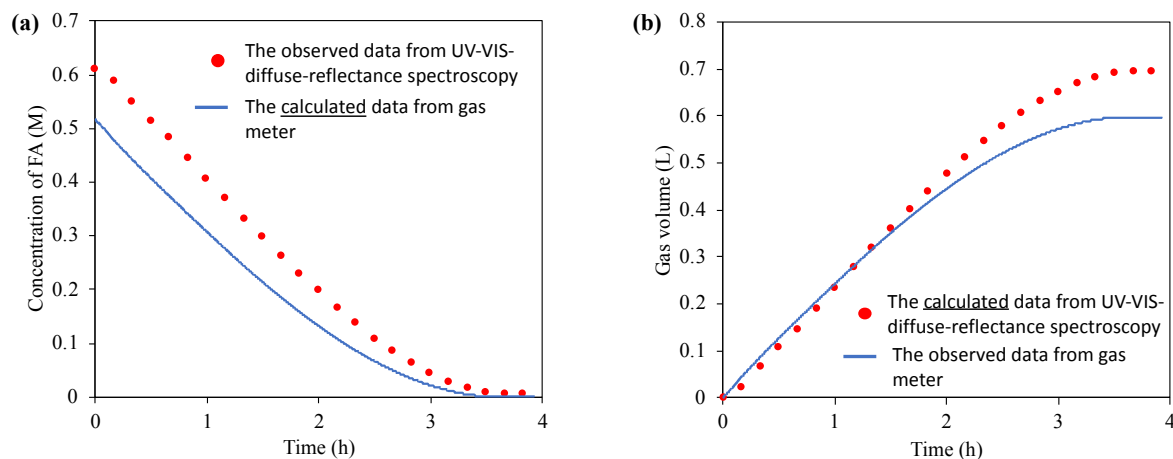 (a)
0.7
0.6
0.5
0.4
0.3
0.2
0.1
0
Concentration of FA (M)
The observed data from UV-VIS-
diffuse-reflectance spectroscopy
The calculated data from gas
meter
0 1 2 3 4
Time (h)
(b)
0.8
0.7
0.6
0.5
0.4
0.3
0.2
0.1
0
Gas volume (L)
The calculated data from UV-VIS-
diffuse-reflectance spectroscopy
The observed data from gas
meter
0 1 2 3 4
Time (h)